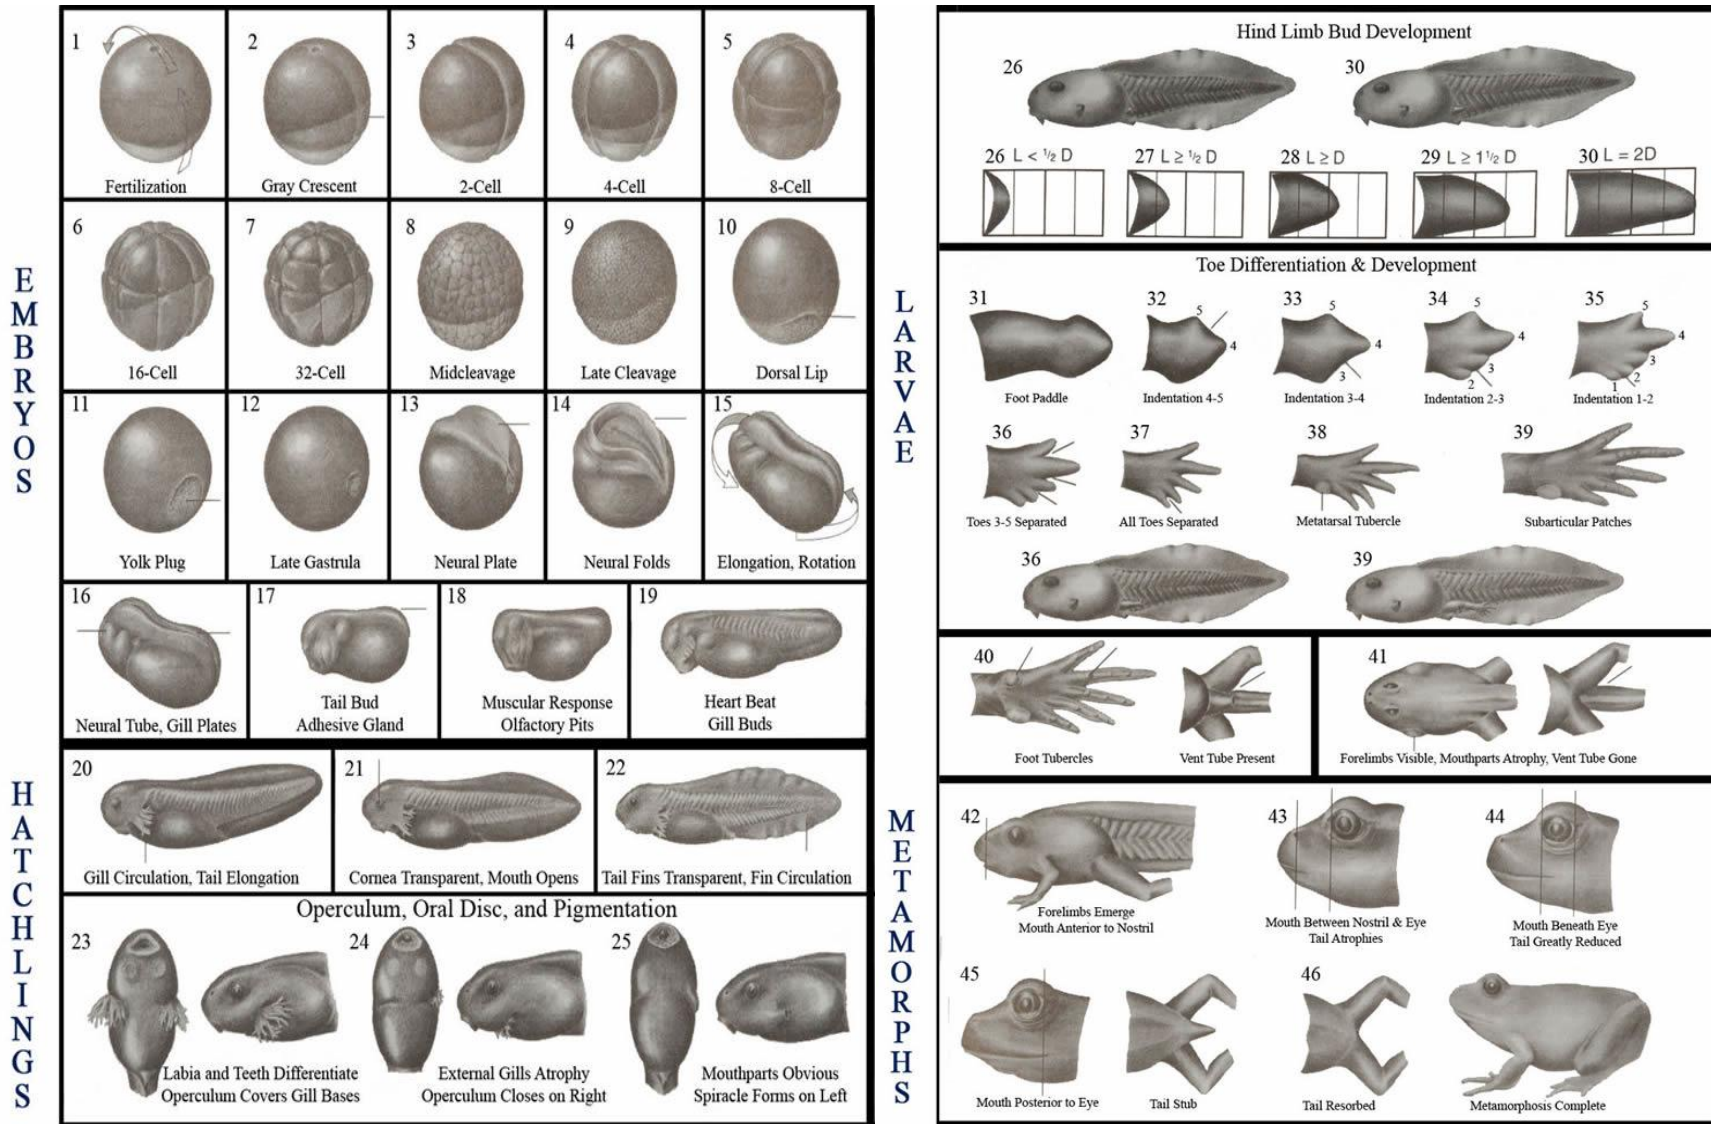 EMBRYOS
1
Fertilization
2
Gray Crescent
3
2-Cell
4
4-Cell
5
8-Cell
6
16-Cell
7
32-Cell
8
Midcleavage
9
Late Cleavage
10
Dorsal Lip
11
Yolk Plug
12
Late Gastrula
13
Neural Plate
14
Neural Folds
15
Elongation, Rotation
16
Neural Tube, Gill Plates
17
Tail Bud
Adhesive Gland
18
Muscular Response
Olfactory Pits
19
Heart Beat
Gill Buds
HATCHLINGS
20
Gill Circulation, Tail Elongation
21
Cornea Transparent, Mouth Opens
22
Tail Fins Transparent, Fin Circulation
Operculum, Oral Disc, and Pigmentation
23
Labia and Teeth Differentiate
Operculum Covers Gill Bases
24
External Gills Atrophy
Operculum Closes on Right
25
Mouthparts Obvious
Spiracle Forms on Left
LARVAE
Hind Limb Bud Development
26
30
26 L < 1/2 D
27 L ≥ 1/2 D
28 L ≥ D
29 L ≥ 1 1/2 D
30 L = 2D
Toe Differentiation & Development
31
Foot Paddle
32
5
4
Indentation 4-5
33
5
4
3
Indentation 3-4
34
5
4
3
2
Indentation 2-3
35
5
4
3
2
1
Indentation 1-2
36
Toes 3-5 Separated
37
All Toes Separated
38
Metatarsal Tubercle
39
Subarticular Patches
36
39
40
Foot Tubercles
Vent Tube Present
41
Forelimbs Visible, Mouthparts Atrophy, Vent Tube Gone
METAMORPHS
42
Forelimbs Emerge
Mouth Anterior to Nostril
43
Mouth Between Nostril & Eye
Tail Atrophies
44
Mouth Beneath Eye
Tail Greatly Reduced
45
Mouth Posterior to Eye
Tail Stub
46
Tail Resorbed
Metamorphosis Complete